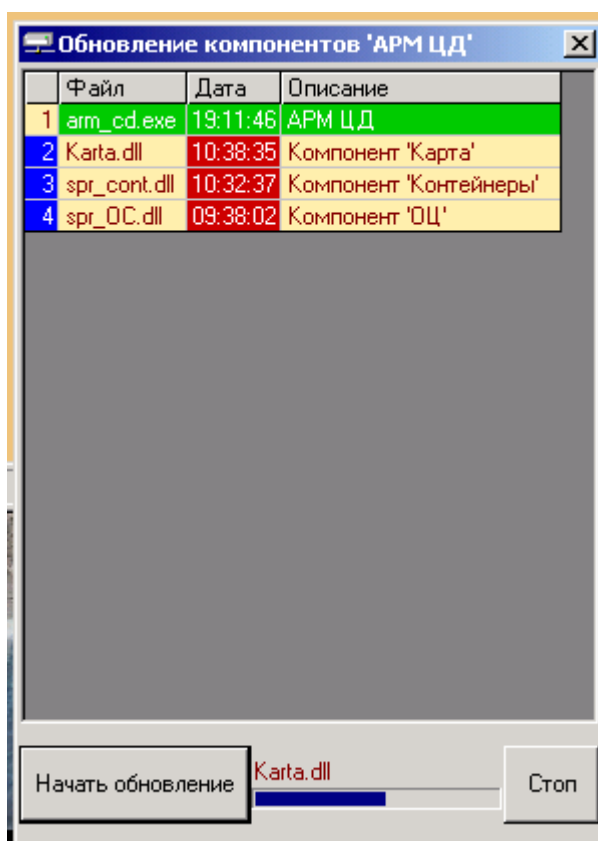 Обновление компонентов 'АРМ ЦД'
Файл Дата Описание
1 arm_cd.exe 19:11:46 АРМ ЦД
2 Karta.dll 10:38:35 Компонент 'Карта'
3 spr_cont.dll 10:32:37 Компонент 'Контейнеры'
4 spr_OC.dll 09:38:02 Компонент 'ОЦ'
Karta.dll
Начать обновление Стоп